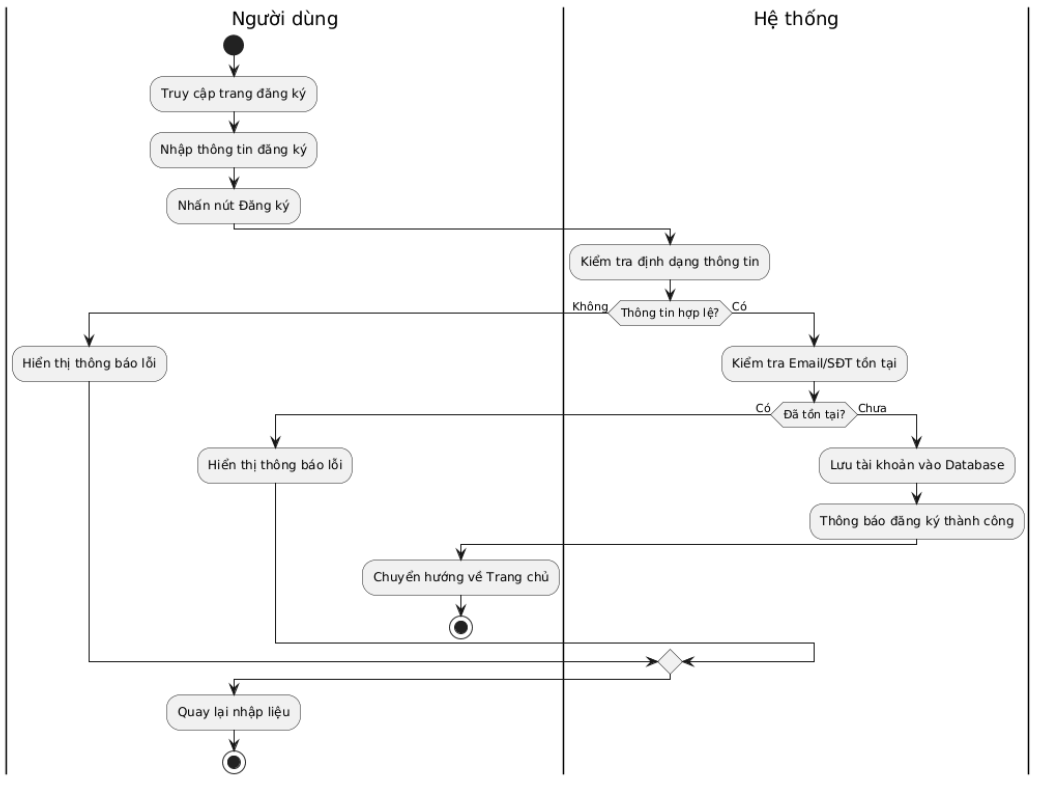 Người dùng
Hệ thống
Truy cập trang đăng ký
Nhập thông tin đăng ký
Nhấn nút Đăng ký
Kiểm tra định dạng thông tin
Không
Thông tin hợp lệ?
Có
Hiển thị thông báo lỗi
Kiểm tra Email/SĐT tồn tại
Có
Đã tồn tại?
Chưa
Hiển thị thông báo lỗi
Lưu tài khoản vào Database
Thông báo đăng ký thành công
Chuyển hướng về Trang chủ
Quay lại nhập liệu